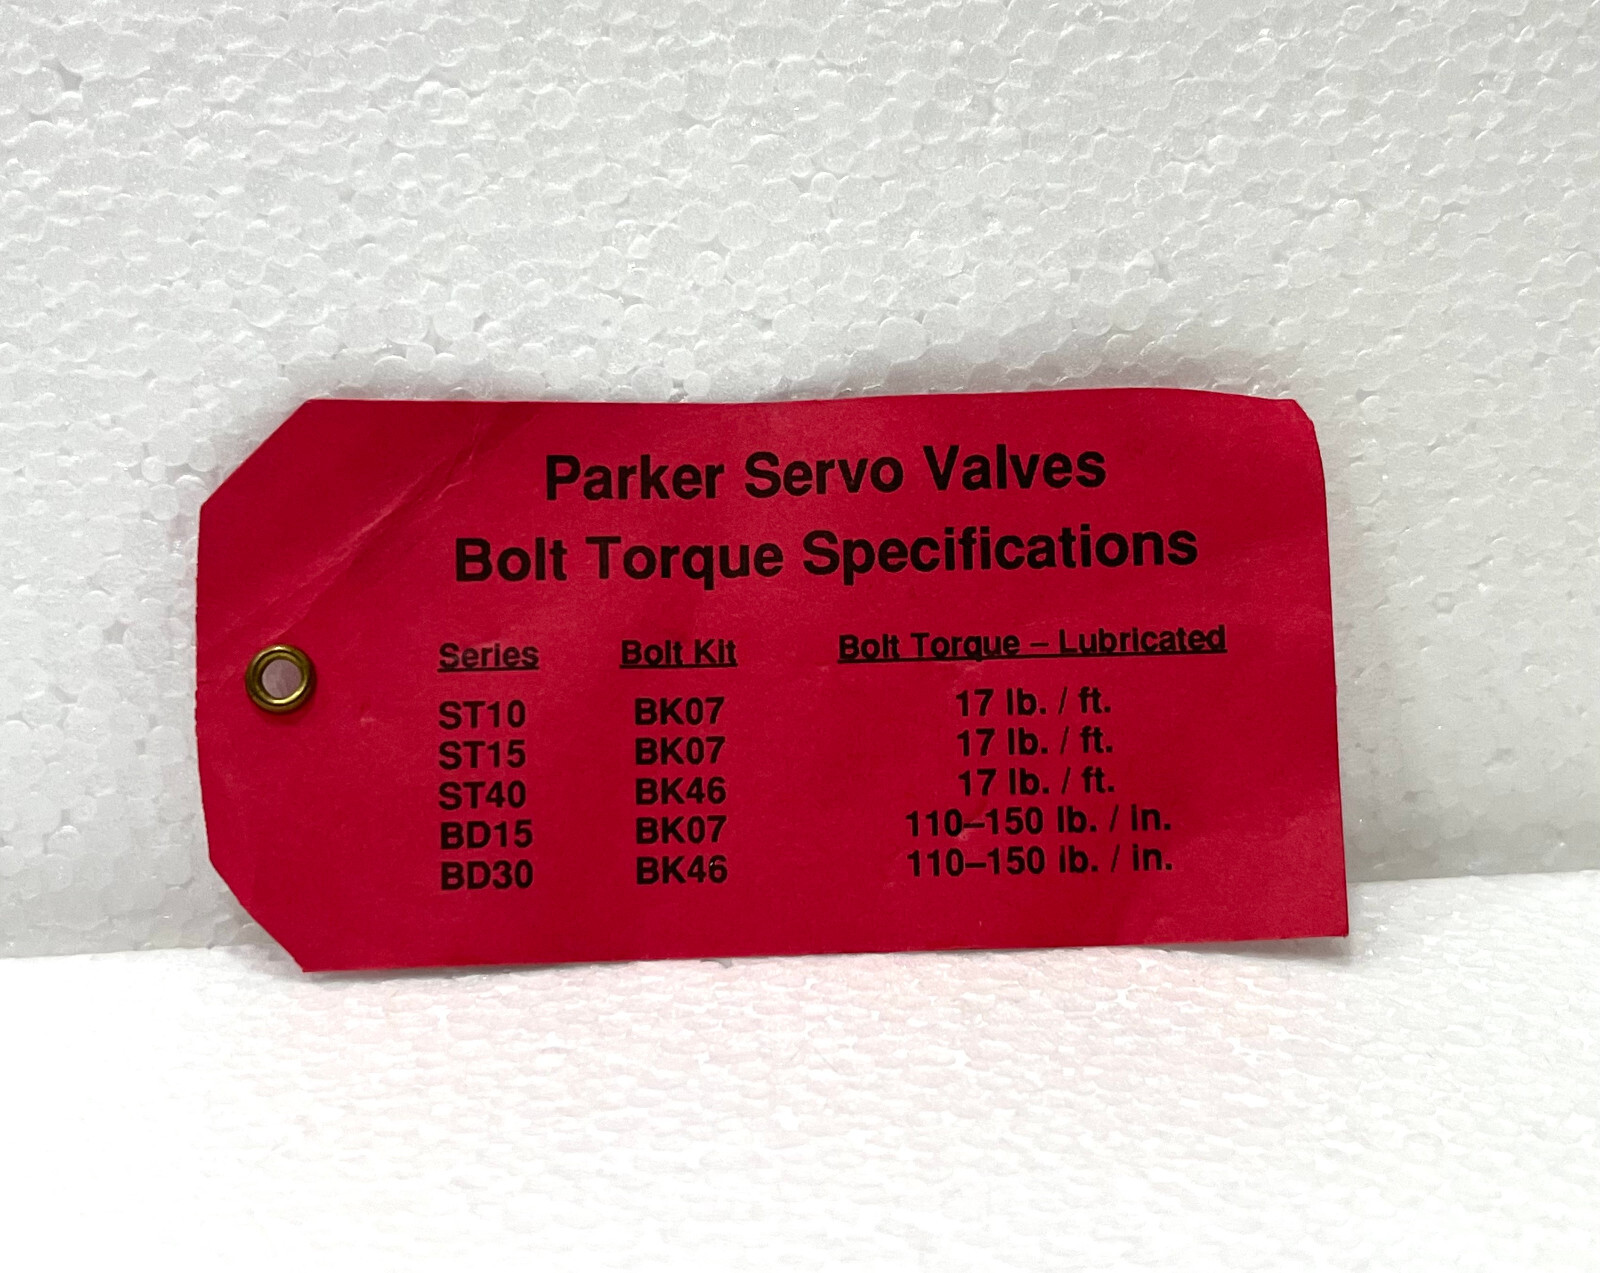 Parker Servo Valves
Bolt Torque Specifications
Series Bolt Kit Bolt Torque – Lubricated
ST10 BK07 17 lb. / ft.
ST15 BK07 17 lb. / ft.
ST40 BK46 17 lb. / ft.
BD15 BK07 110–150 lb. / in.
BD30 BK46 110–150 lb. / in.